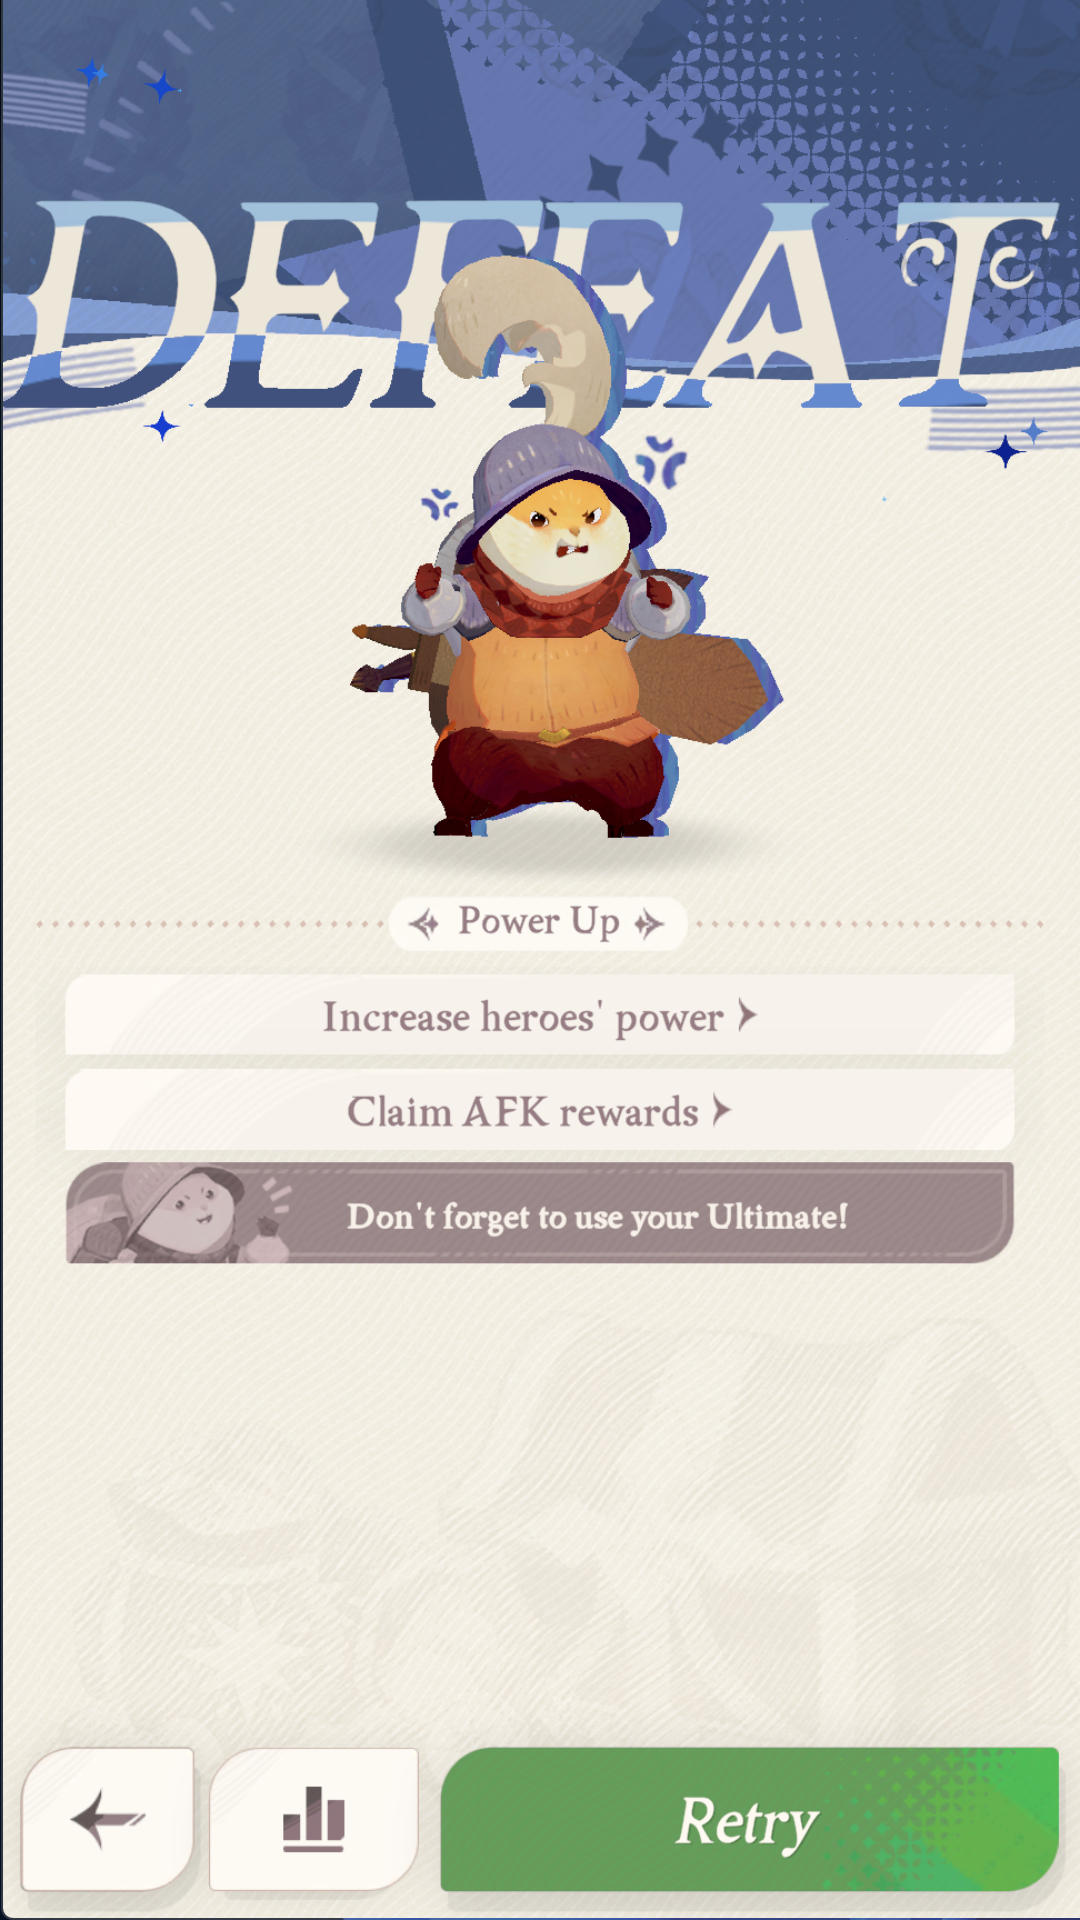 DEFEAT
Power Up
Increase heroes' power
Claim AFK rewards
Don't forget to use your Ultimate!
Retry